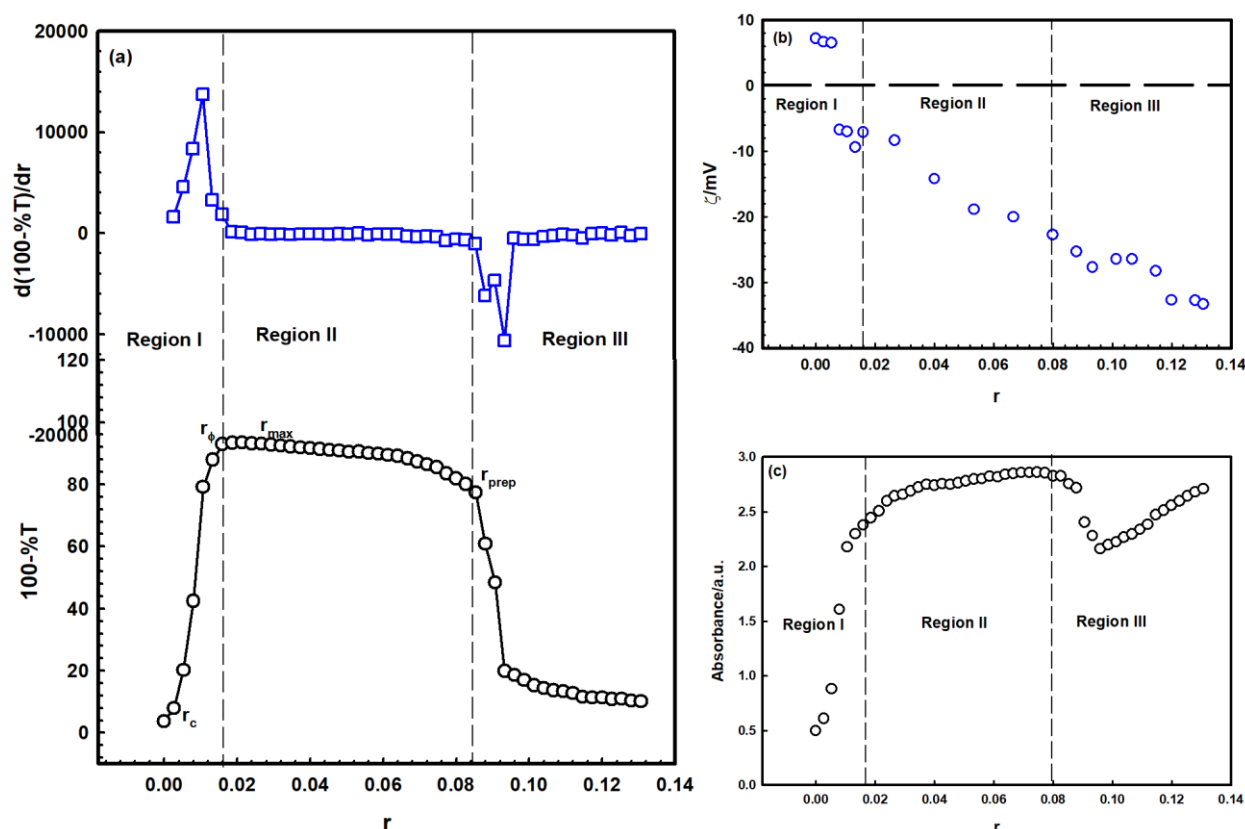 (a)
20000
10000
0
-10000
-20000
d(100-%T)/dr
Region I
Region II
Region III
120
100
80
60
40
20
0
100-%T
r_c
r_ϕ
r_max
r_prep
0.00 0.02 0.04 0.06 0.08 0.10 0.12 0.14
r
(b)
10
0
-10
-20
-30
-40
ζ/mV
Region I
Region II
Region III
0.00 0.02 0.04 0.06 0.08 0.10 0.12 0.14
r
(c)
3.0
2.5
2.0
1.5
1.0
0.5
0.0
Absorbance/a.u.
Region I
Region II
Region III
0.00 0.02 0.04 0.06 0.08 0.10 0.12 0.14
r